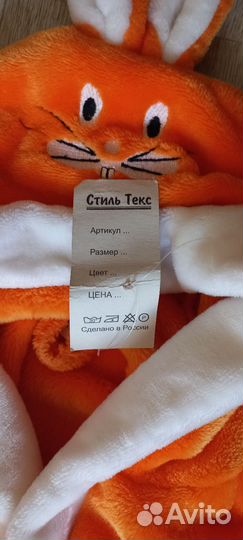 Стиль Текс
Артикул ...
Размер ...
Цвет ...
ЦЕНА ...
Сделано в России
Avito